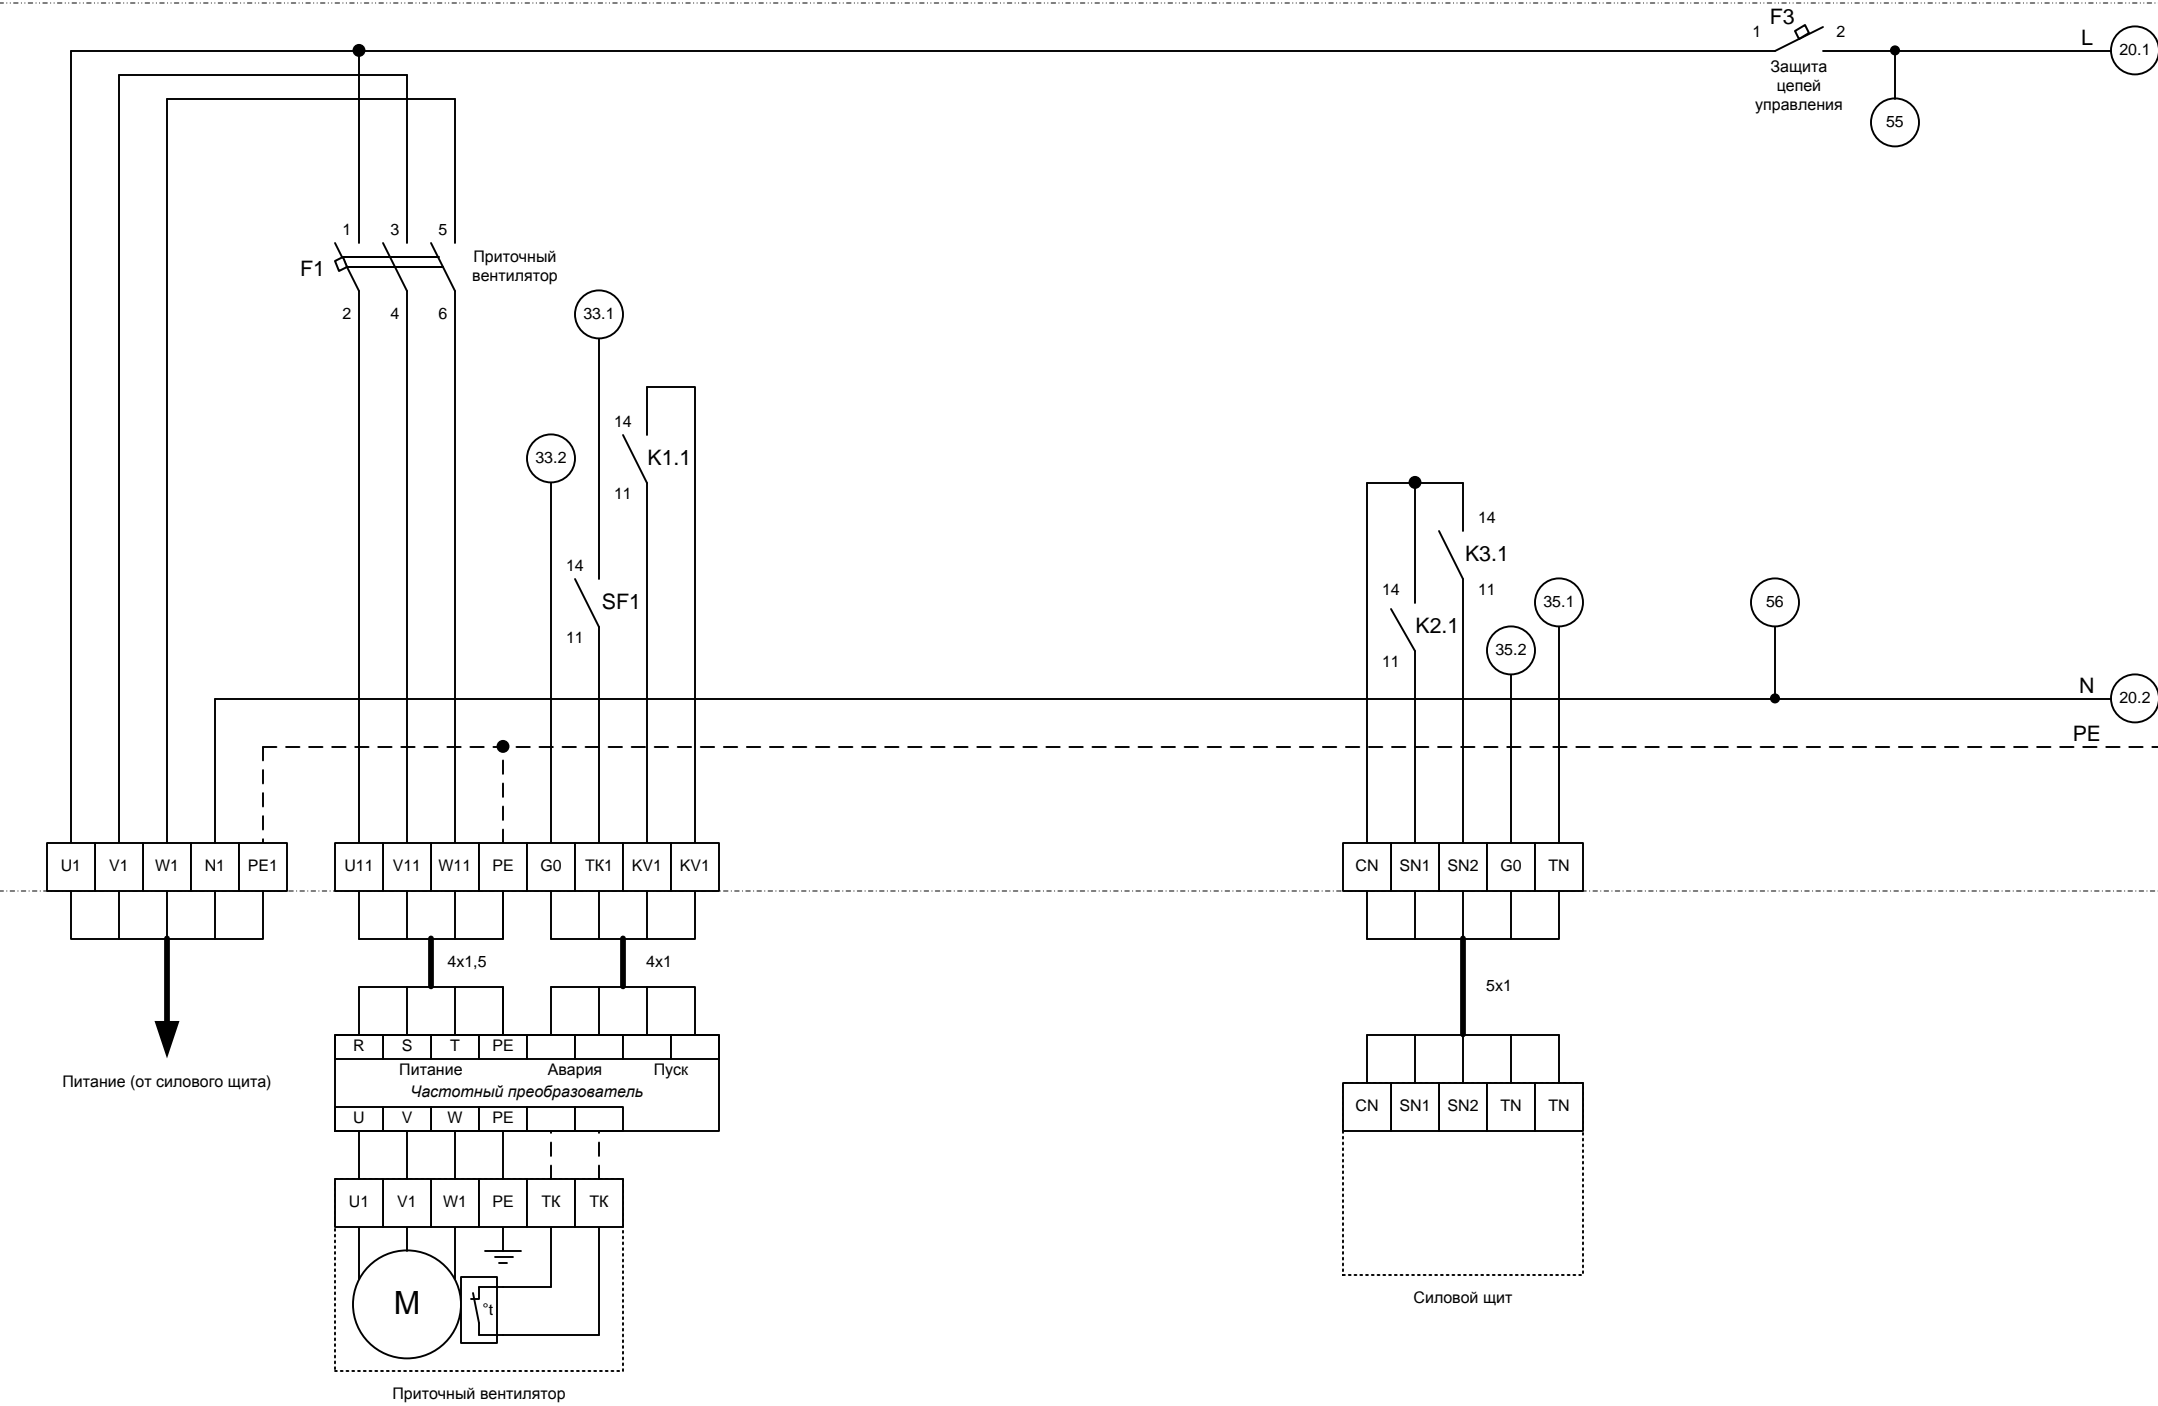 F3
1 2
L 20.1
Защита
цепей
управления
55
1 3 5
F1
Приточный
вентилятор
2 4 6
33.1
14
K1.1
11
33.2
14
SF1
11
14
K3.1
11
14
K2.1
11
35.1
35.2
56
N 20.2
PE
U1 V1 W1 N1 PE1
U11 V11 W11 PE G0 TK1 KV1 KV1
CN SN1 SN2 G0 TN
4x1,5
4x1
5x1
R S T PE
Питание Авария Пуск
Частотный преобразователь
U V W PE
Питание (от силового щита)
CN SN1 SN2 TN TN
U1 V1 W1 PE TK TK
M
°t
Силовой щит
Приточный вентилятор